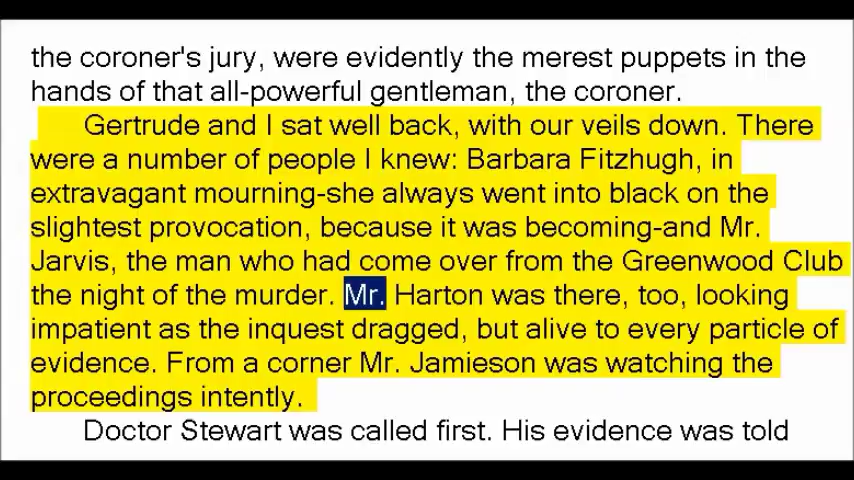 the coroner's jury, were evidently the merest puppets in the
hands of that all-powerful gentleman, the coroner.
Gertrude and I sat well back, with our veils down. There
were a number of people I knew: Barbara Fitzhugh, in
extravagant mourning-she always went into black on the
slightest provocation, because it was becoming-and Mr.
Jarvis, the man who had come over from the Greenwood Club
the night of the murder. Mr. Harton was there, too, looking
impatient as the inquest dragged, but alive to every particle of
evidence. From a corner Mr. Jamieson was watching the
proceedings intently.
Doctor Stewart was called first. His evidence was told